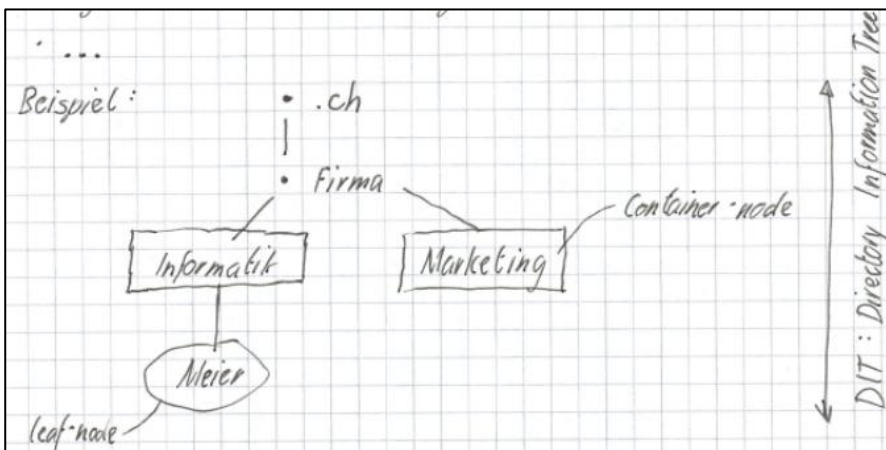 ...
Beispiel:
.ch
Firma
Container-node
Informatik
Marketing
Meier
leaf-node
DIT: Directory Information Tree